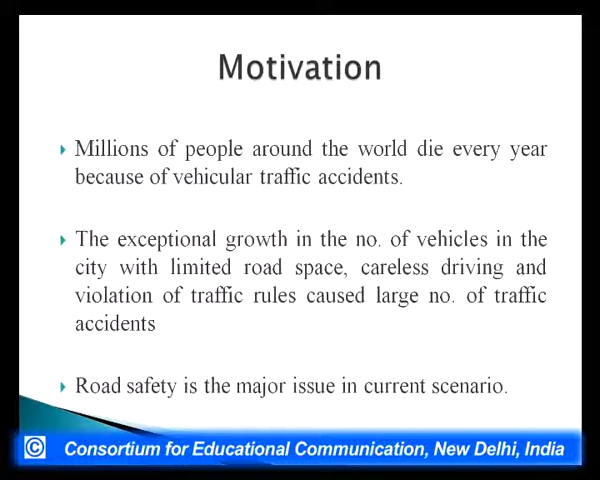 Motivation
Millions of people around the world die every year
because of vehicular traffic accidents.
The exceptional growth in the no. of vehicles in the
city with limited road space, careless driving and
violation of traffic rules caused large no. of traffic
accidents
Road safety is the major issue in current scenario.
© Consortium for Educational Communication, New Delhi, India